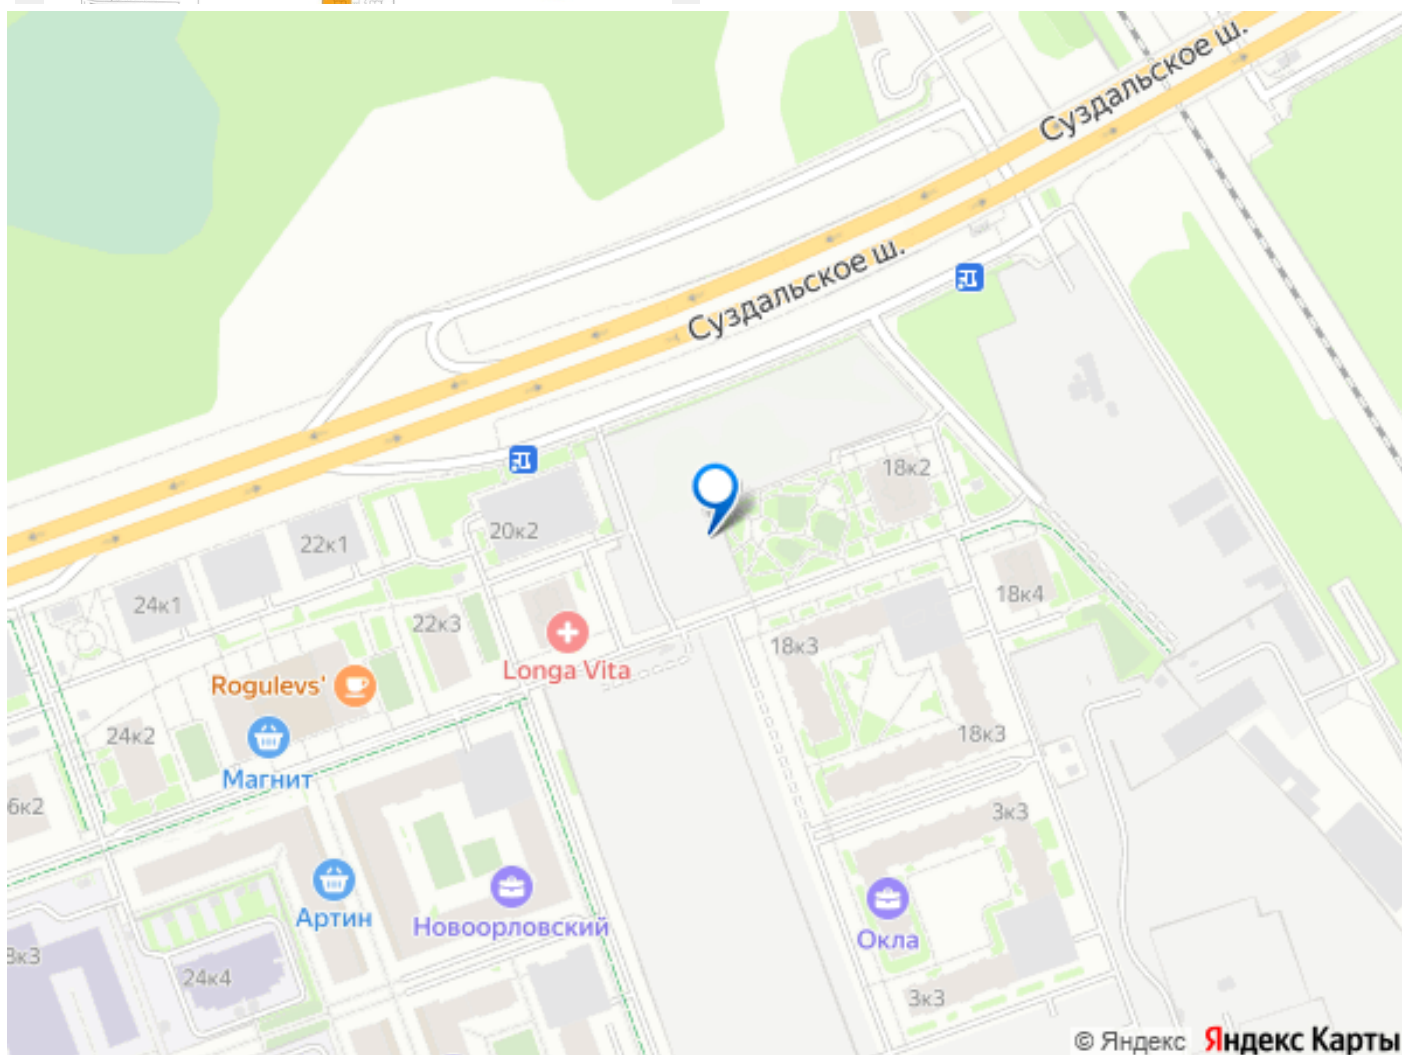 Суздальское ш.
Суздальское ш.
18к2
20к2
22к1
24к1
18к4
22к3
18к3
Longa Vita
Rogulevs'
24к2
18к3
Магнит
6к2
3к3
Артин
Новоорловский
Окла
3к3
24к4
3к3
© Яндекс Яндекс Карты